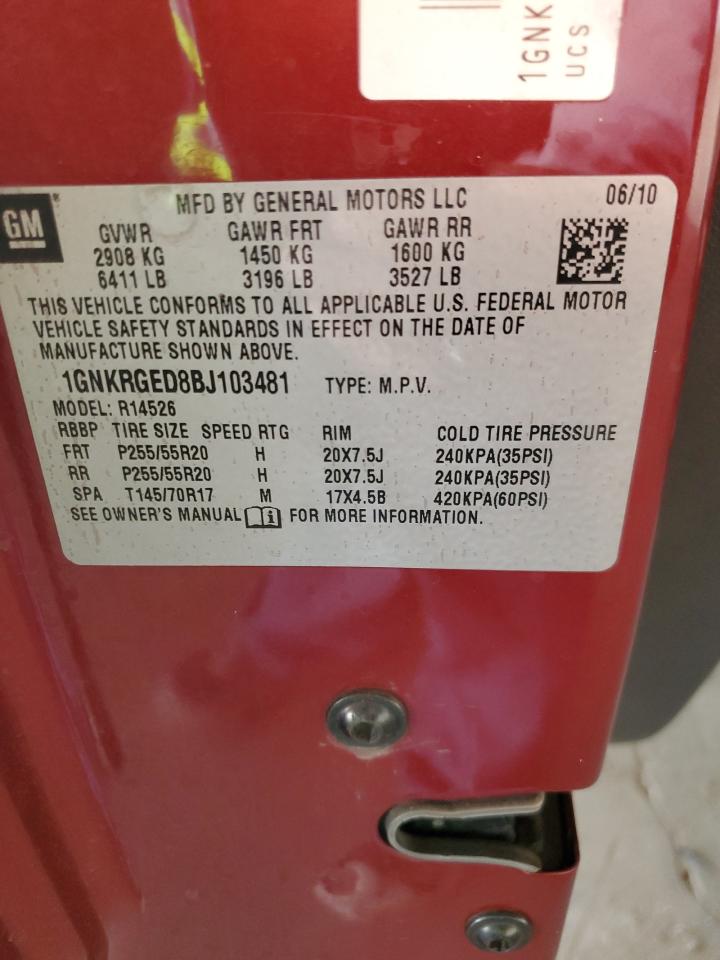 1GNK
UCS
GM
MFD BY GENERAL MOTORS LLC 06/10
GVWR GAWR FRT GAWR RR
2908 KG 1450 KG 1600 KG
6411 LB 3196 LB 3527 LB
THIS VEHICLE CONFORMS TO ALL APPLICABLE U.S. FEDERAL MOTOR
VEHICLE SAFETY STANDARDS IN EFFECT ON THE DATE OF
MANUFACTURE SHOWN ABOVE.
1GNKRGED8BJ103481 TYPE: M.P.V.
MODEL: R14526
RBBP TIRE SIZE SPEED RTG RIM COLD TIRE PRESSURE
FRT P255/55R20 H 20X7.5J 240KPA(35PSI)
RR P255/55R20 H 20X7.5J 240KPA(35PSI)
SPA T145/70R17 M 17X4.5B 420KPA(60PSI)
SEE OWNER'S MANUAL FOR MORE INFORMATION.